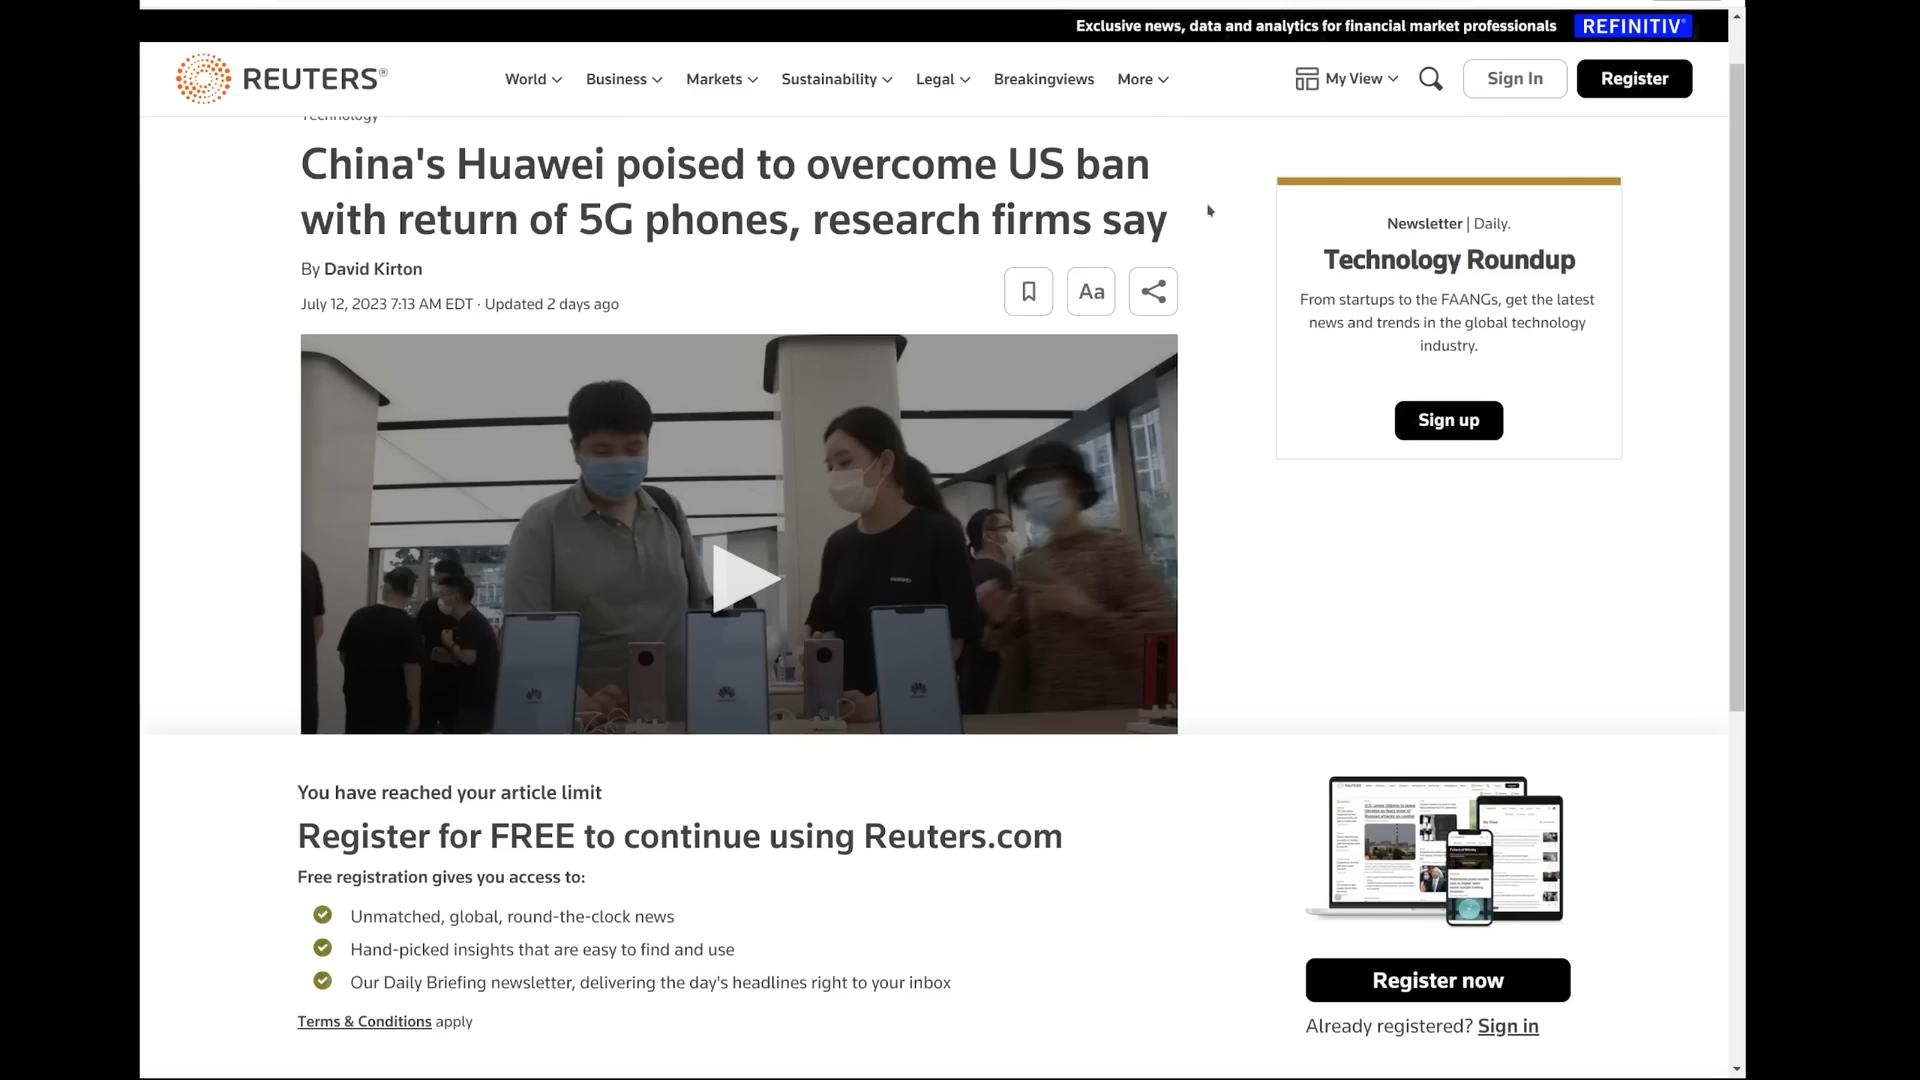 Exclusive news, data and analytics for financial market professionals REFINITIV
REUTERS®
World Business Markets Sustainability Legal Breakingviews More
My View Sign In Register
Technology
China's Huawei poised to overcome US ban
with return of 5G phones, research firms say
By David Kirton
July 12, 2023 7:13 AM EDT · Updated 2 days ago
Aa
Newsletter | Daily.
Technology Roundup
From startups to the FAANGs, get the latest
news and trends in the global technology
industry.
Sign up
HUAWEI
You have reached your article limit
Register for FREE to continue using Reuters.com
Free registration gives you access to:
Unmatched, global, round-the-clock news
Hand-picked insights that are easy to find and use
Our Daily Briefing newsletter, delivering the day's headlines right to your inbox
Terms & Conditions apply
Register now
Already registered? Sign in